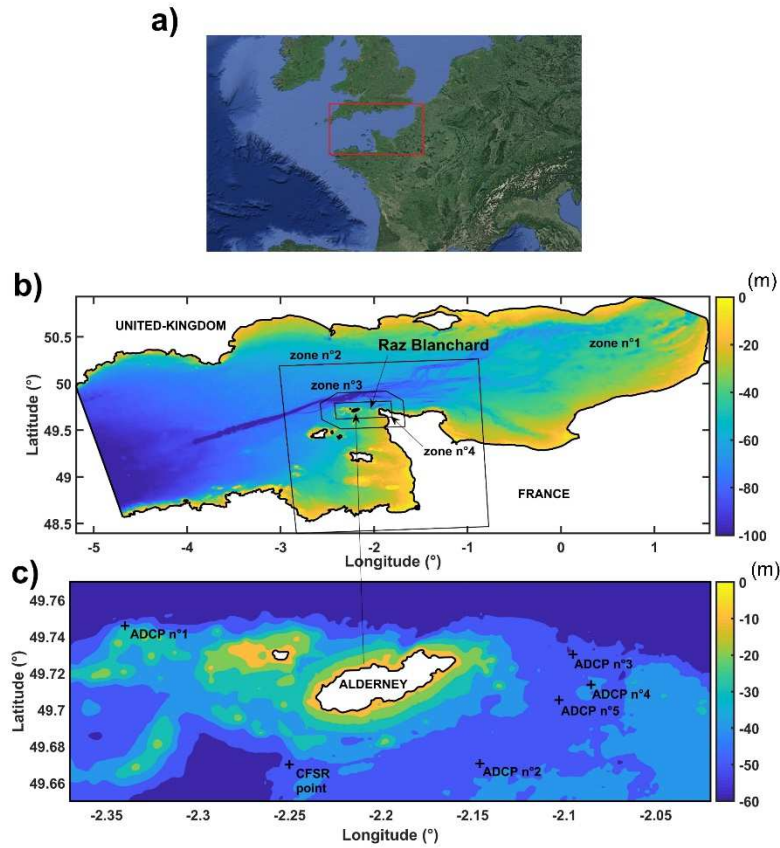 a)
b)
(m)
UNITED-KINGDOM
Raz Blanchard
zone n°1
zone n°2
zone n°3
zone n°4
FRANCE
50.5
50
49.5
49
48.5
Latitude (°)
-5 -4 -3 -2 -1 0 1
Longitude (°)
0
-20
-40
-60
-80
-100
c)
(m)
49.76
49.74
49.72
49.7
49.68
49.66
Latitude (°)
ADCP n°1
ALDERNEY
ADCP n°3
ADCP n°4
ADCP n°5
CFSR
point
ADCP n°2
-2.35 -2.3 -2.25 -2.2 -2.15 -2.1 -2.05
Longitude (°)
0
-10
-20
-30
-40
-50
-60